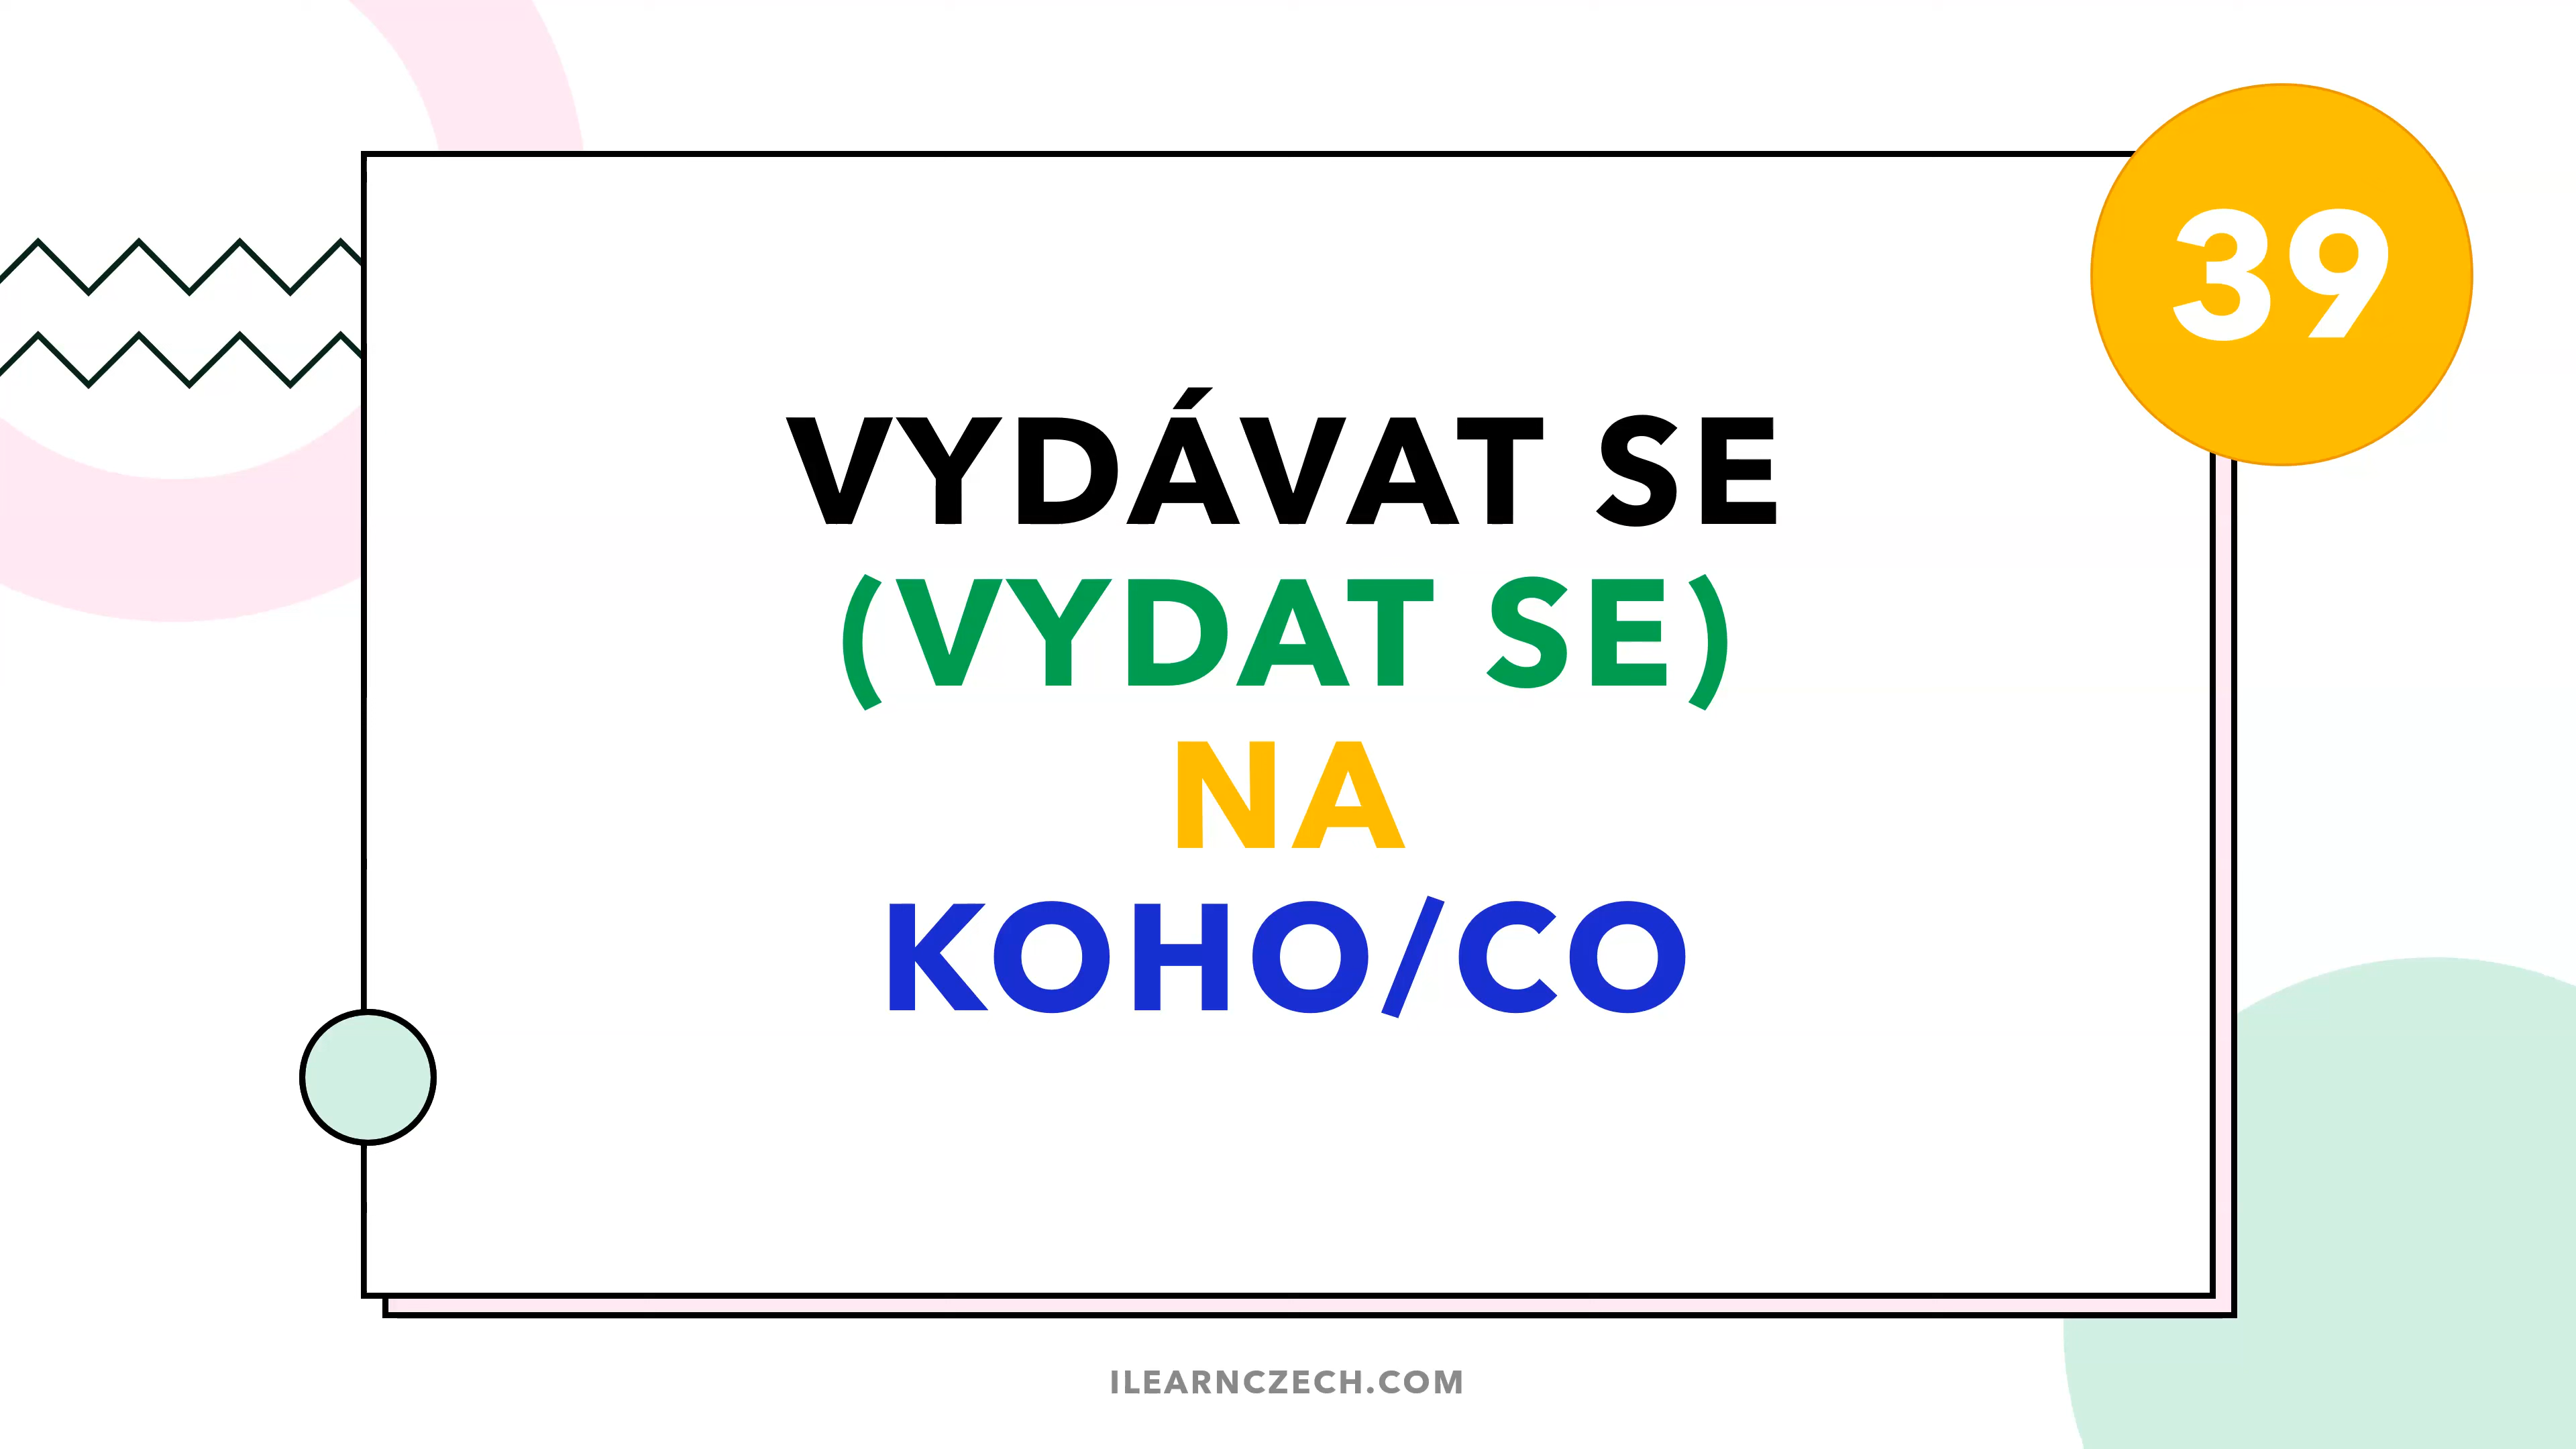 39
VYDÁVAT SE
(VYDAT SE)
NA
KOHO/CO
ILEARNCZECH.COM